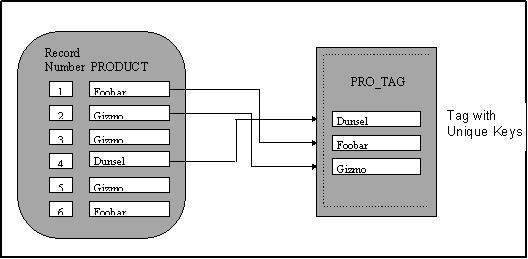 Record
Number PRODUCT
1 Foobar
2 Gizmo
3 Gizmo
4 Dunsel
5 Gizmo
6 Foobar
PRO_TAG
Dunsel
Foobar
Gizmo
Tag with
Unique Keys